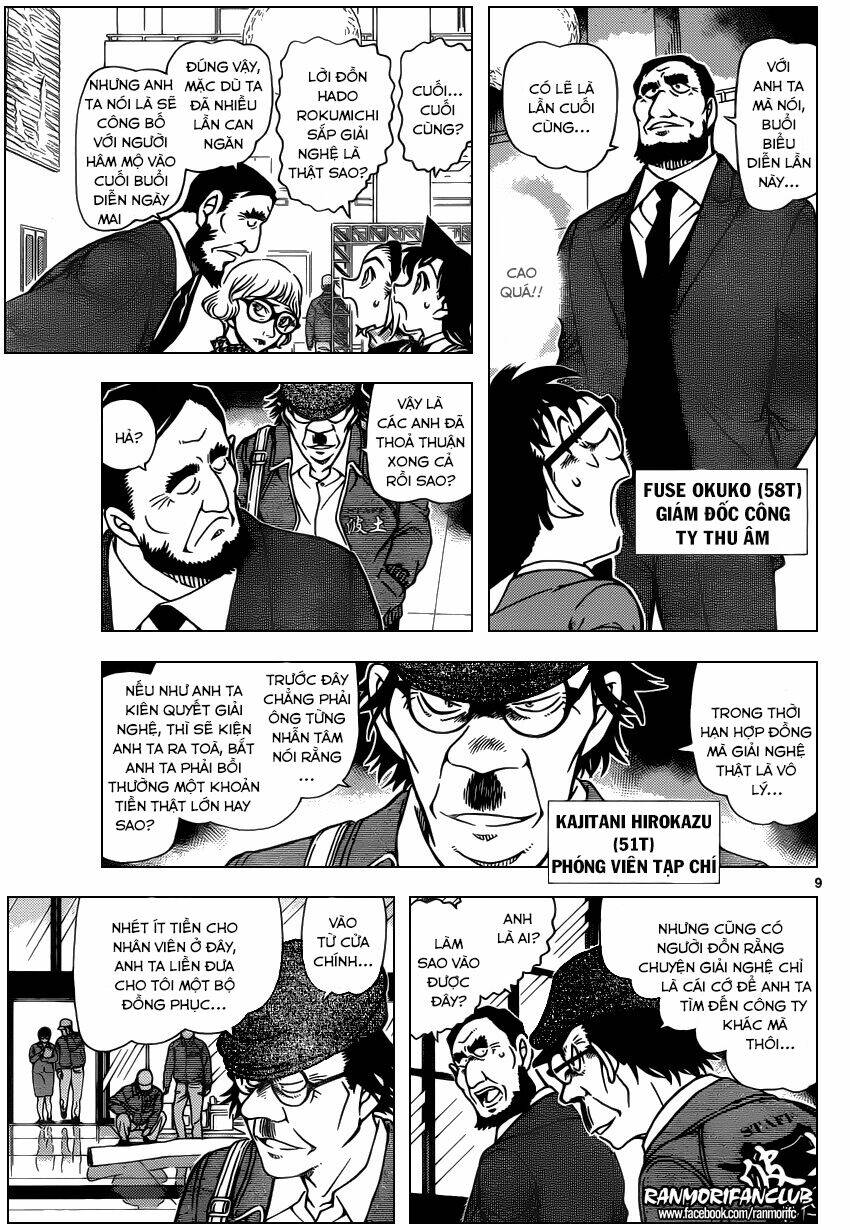 VỚI
ANH TA
MÀ NÓI,
BUỔI
BIỂU
DIỄN LẦN
NÀY...
CÓ LẼ LÀ
LẦN CUỐI
CÙNG...
CAO
QUÁ!!
FUSE OKUKO (58T)
GIÁM ĐỐC CÔNG
TY THU ÂM
CUỐI...
CUỐI
CÙNG?
LỜI ĐỒN
HADO
ROKUMICHI
SẮP GIẢI
NGHỆ LÀ
THẬT SAO?
ĐÚNG VẬY,
MẶC DÙ TA
ĐÃ NHIỀU
LẦN CAN
NGĂN
NHƯNG ANH
TA NÓI LÀ SẼ
CÔNG BỐ
VỚI NGƯỜI
HÂM MỘ VÀO
CUỐI BUỔI
DIỄN NGÀY
MAI
VẬY LÀ
CÁC ANH ĐÃ
THOẢ THUẬN
XONG CẢ
RỒI SAO?
HẢ?
波土
TRONG THỜI
HẠN HỢP ĐỒNG
MÀ GIẢI NGHỆ
THẬT LÀ VÔ
LÝ...
TRƯỚC ĐÂY
CHẲNG PHẢI
ÔNG TỪNG
NHẪN TÂM
NÓI RẰNG
...
NẾU NHƯ ANH TA
KIÊN QUYẾT GIẢI
NGHỆ, THÌ SẼ KIỆN
ANH TA RA TOÀ, BẮT
ANH TA PHẢI BỒI
THƯỜNG MỘT KHOẢN
TIỀN THẬT LỚN HAY
SAO?
KAJITANI HIROKAZU
(51T)
PHÓNG VIÊN TẠP CHÍ
9
NHƯNG CŨNG CÓ
NGƯỜI ĐỒN RẰNG
CHUYỆN GIẢI NGHỆ CHỈ
LÀ CÁI CỚ ĐỂ ANH TA
TÌM ĐẾN CÔNG TY
KHÁC MÀ
THÔI...
ANH
LÀ AI?
LÀM
SAO VÀO
ĐƯỢC
ĐÂY?
STAFF
波
VÀO
TỪ CỬA
CHÍNH...
NHÉT ÍT TIỀN CHO
NHÂN VIÊN Ở ĐÂY,
ANH TA LIỀN ĐƯA
CHO TÔI MỘT BỘ
ĐỒNG PHỤC...
RANMORIFANCLUB
www.facebook.com/ranmorifc